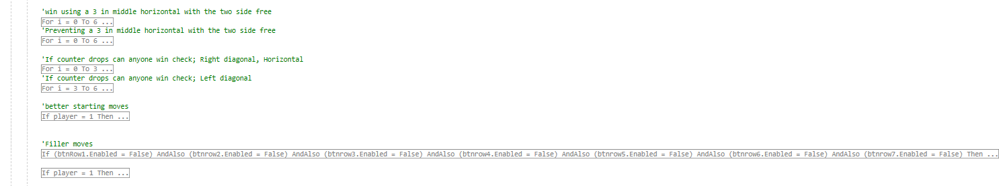 'win using a 3 in middle horizontal with the two side free
For i = 0 To 6 ...
'Preventing a 3 in middle horizontal with the two side free
For i = 0 To 6 ...
'If counter drops can anyone win check; Right diagonal, Horizontal
For i = 0 To 3 ...
'If counter drops can anyone win check; Left diagonal
For i = 3 To 6 ...
'better starting moves
If player = 1 Then ...
'Filler moves
If (btnRow1.Enabled = False) AndAlso (btnrow2.Enabled = False) AndAlso (btnrow3.Enabled = False) AndAlso (btnrow4.Enabled = False) AndAlso (btnrow5.Enabled = False) AndAlso (btnrow6.Enabled = False) AndAlso (btnrow7.Enabled = False) Then ...
If player = 1 Then ...